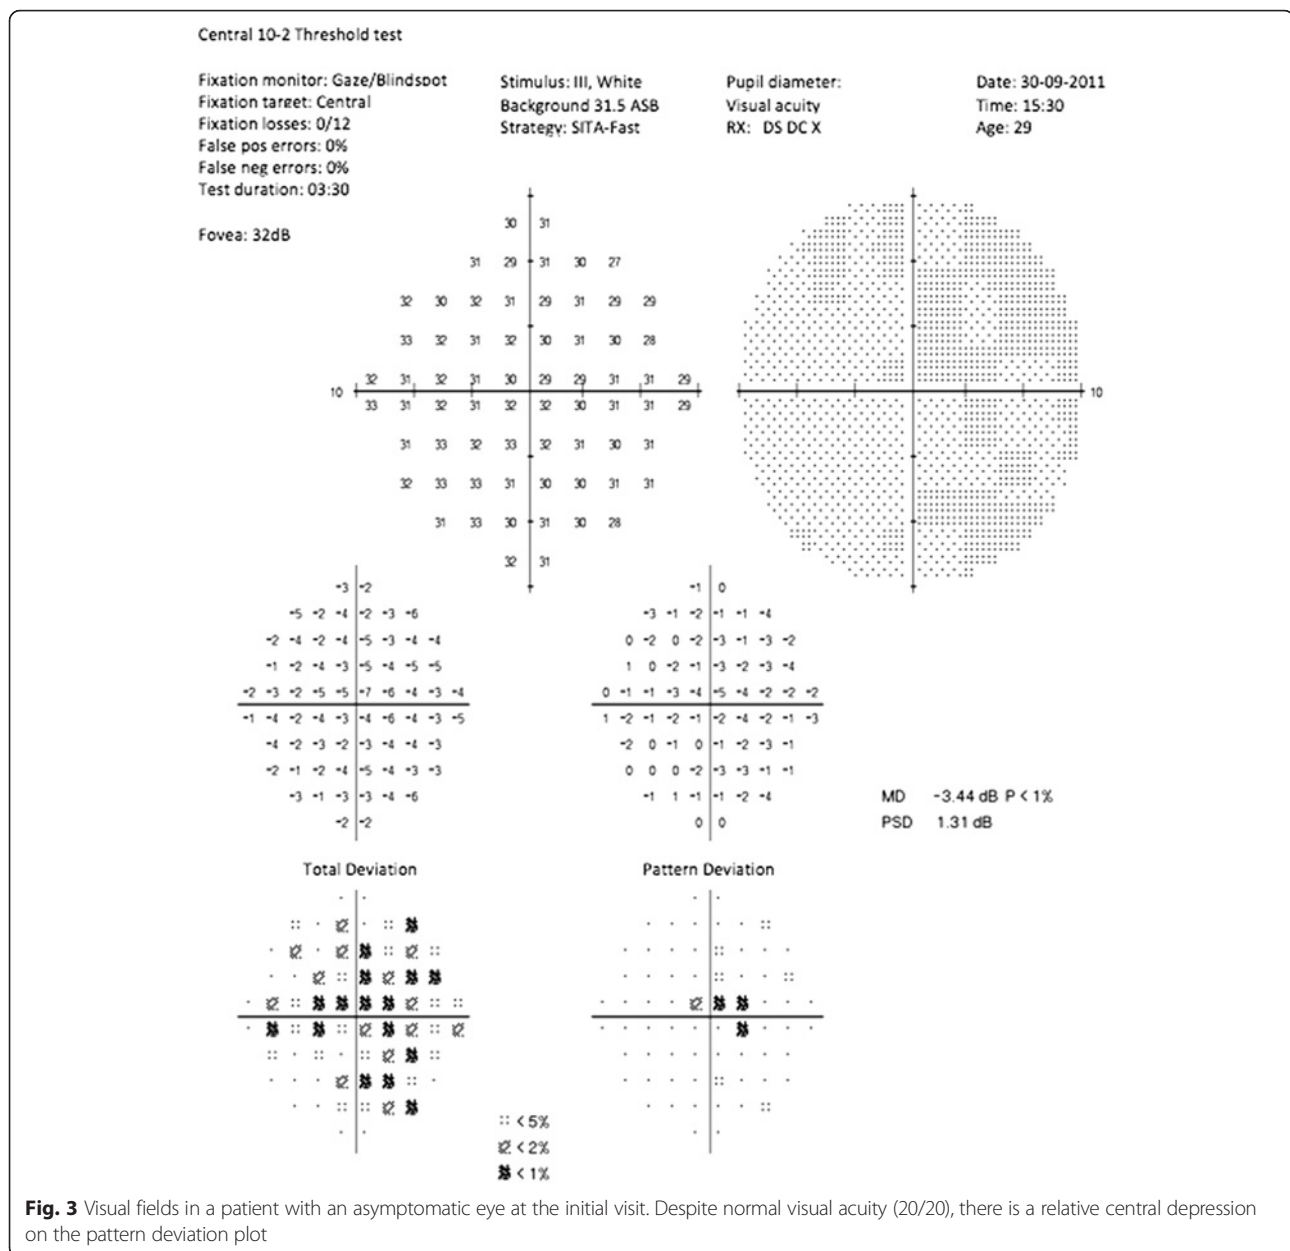 Central 10-2 Threshold test
Fixation monitor: Gaze/Blindspot
Fixation target: Central
Fixation losses: 0/12
False pos errors: 0%
False neg errors: 0%
Test duration: 03:30
Fovea: 32dB
Stimulus: III, White
Background 31.5 ASB
Strategy: SITA-Fast
Pupil diameter:
Visual acuity
RX: DS DC X
Date: 30-09-2011
Time: 15:30
Age: 29
30 31
31 29 31 30 27
32 30 32 31 29 31 29 29
33 32 31 32 30 31 30 28
32 31 32 31 30 29 29 31 31 29
10
33 31 32 31 32 32 30 31 31 29
31 33 32 33 32 31 30 31
32 33 33 31 30 30 31 31
31 33 30 31 30 28
32 31
10
-3 -2
-5 -2 -4 -2 -3 -6
-2 -4 -2 -4 -5 -3 -4 -4
-1 -2 -4 -3 -5 -4 -5 -5
-2 -3 -2 -5 -5 -7 -6 -4 -3 -4
-1 -4 -2 -4 -3 -4 -6 -4 -3 -5
-4 -2 -3 -2 -3 -4 -4 -3
-2 -1 -2 -4 -5 -4 -3 -3
-3 -1 -3 -3 -4 -6
-2 -2
Total Deviation
-1 0
-3 -1 -2 -1 -1 -4
0 -2 0 -2 -3 -1 -3 -2
1 0 -2 -1 -3 -2 -3 -4
0 -1 -1 -3 -4 -5 -4 -2 -2 -2
1 -2 -1 -2 -1 -2 -4 -2 -1 -3
-2 0 -1 0 -1 -2 -3 -1
0 0 0 -2 -3 -3 -1 -1
-1 1 -1 -1 -2 -4
0 0
Pattern Deviation
MD -3.44 dB P < 1%
PSD 1.31 dB
< 5%
< 2%
< 1%
Fig. 3 Visual fields in a patient with an asymptomatic eye at the initial visit. Despite normal visual acuity (20/20), there is a relative central depression
on the pattern deviation plot